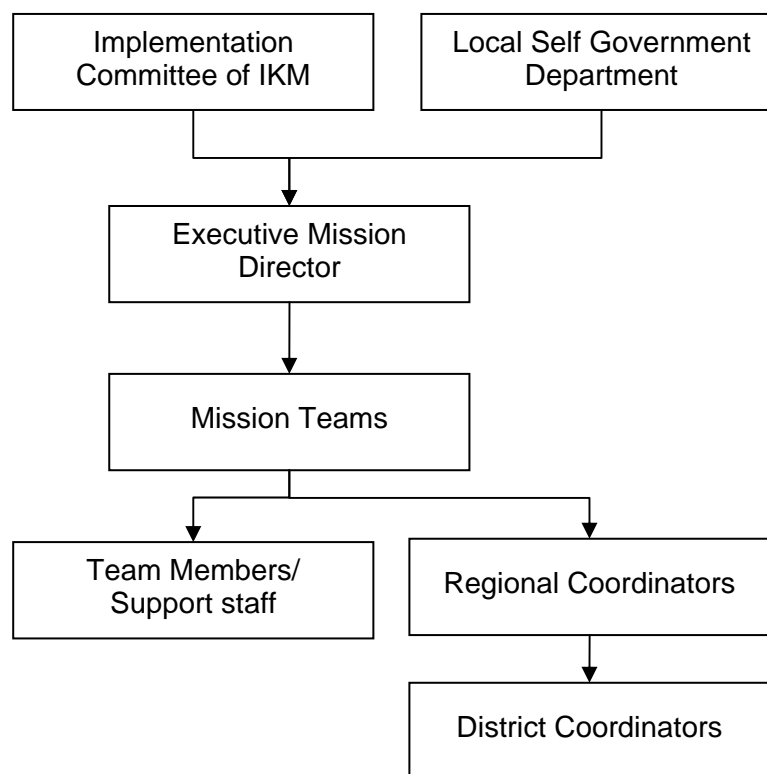 Implementation
Committee of IKM
Local Self Government
Department
Executive Mission
Director
Mission Teams
Team Members/
Support staff
Regional Coordinators
District Coordinators